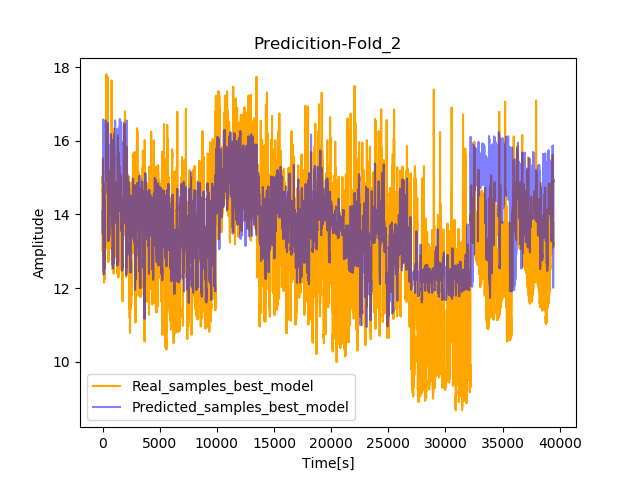 Predicition-Fold_2
18
16
14
12
10
Amplitude
Real_samples_best_model
Predicted_samples_best_model
0 5000 10000 15000 20000 25000 30000 35000 40000
Time[s]